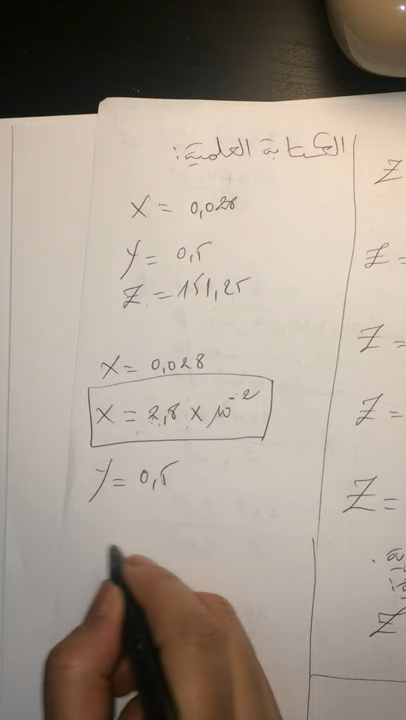 الكتابة العلمية:
X = 0,028
Y = 0,5
Z = 151,25
X = 0,028
X = 2,8 × 10⁻²
Y = 0,5
Z
Z =
Z =
Z =
Z =
Z